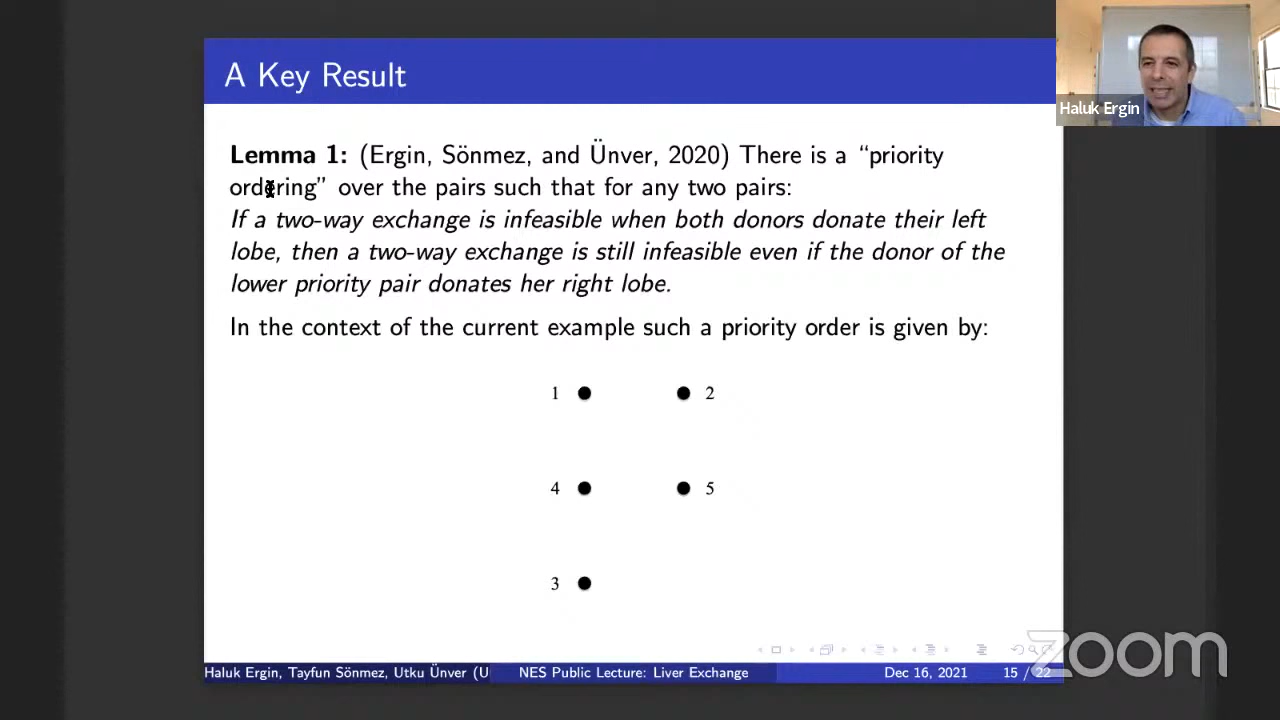 A Key Result
Haluk Ergin
Lemma 1: (Ergin, Sönmez, and Ünver, 2020) There is a “priority
ordering” over the pairs such that for any two pairs:
If a two-way exchange is infeasible when both donors donate their left
lobe, then a two-way exchange is still infeasible even if the donor of the
lower priority pair donates her right lobe.
In the context of the current example such a priority order is given by:
1 2
4 5
3
zoom
Haluk Ergin, Tayfun Sönmez, Utku Ünver (U NES Public Lecture: Liver Exchange Dec 16, 2021 15 / 22